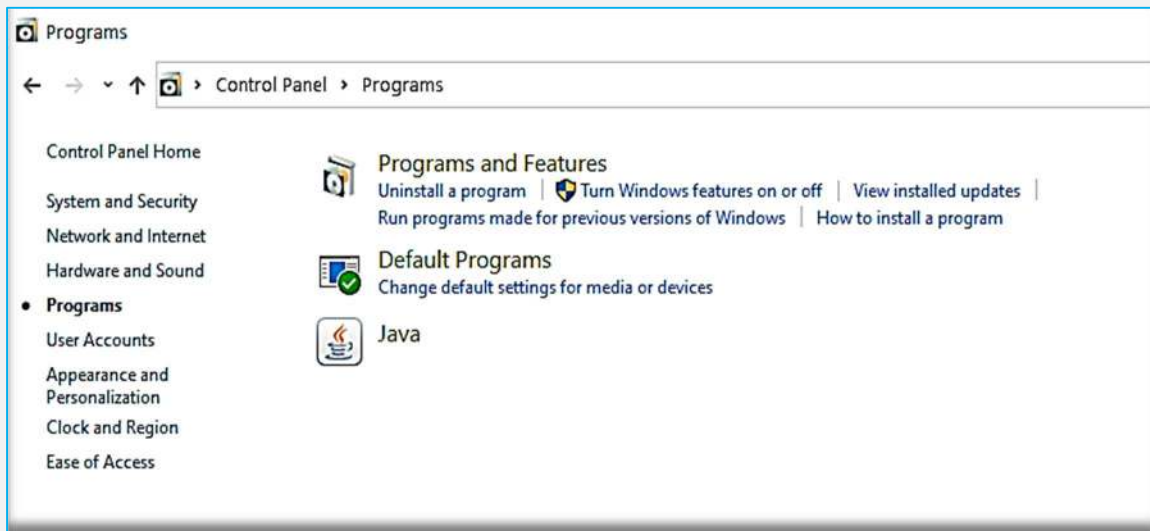 Programs
Control Panel › Programs
Control Panel Home
System and Security
Network and Internet
Hardware and Sound
Programs
User Accounts
Appearance and
Personalization
Clock and Region
Ease of Access
Programs and Features
Uninstall a program | Turn Windows features on or off | View installed updates |
Run programs made for previous versions of Windows | How to install a program
Default Programs
Change default settings for media or devices
Java